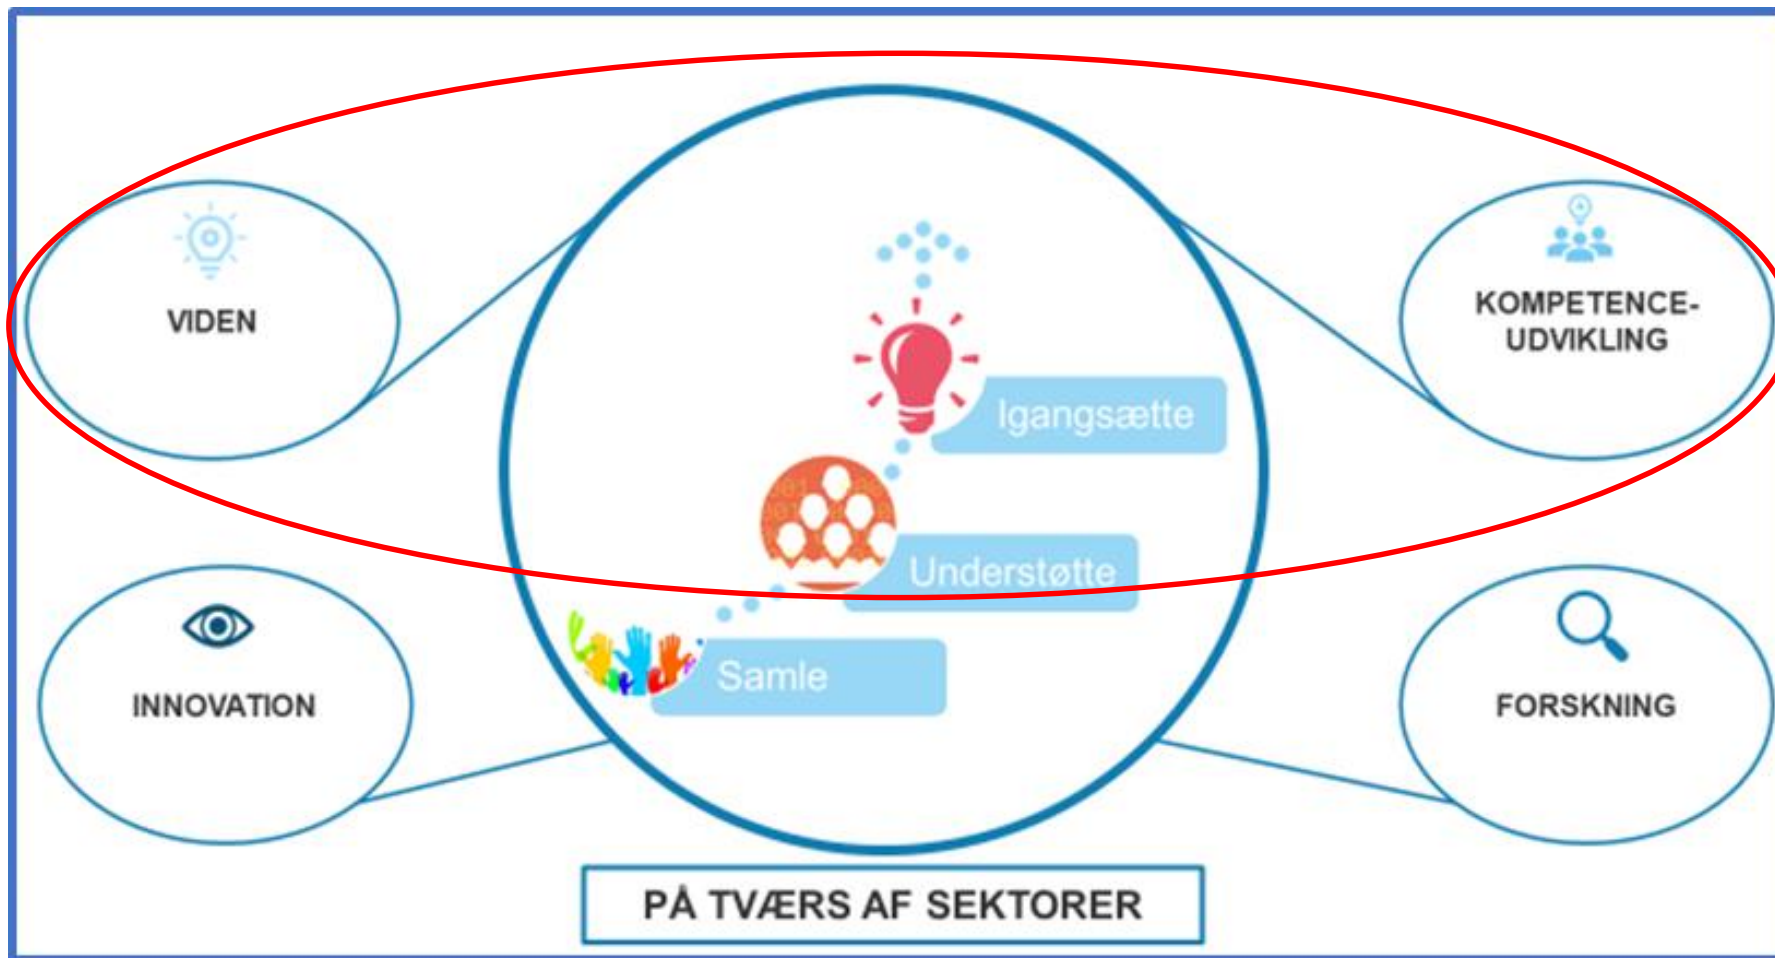 VIDEN
KOMPETENCE-
UDVIKLING
Igangsætte
Understøtte
Samle
INNOVATION
FORSKNING
PÅ TVÆRS AF SEKTORER